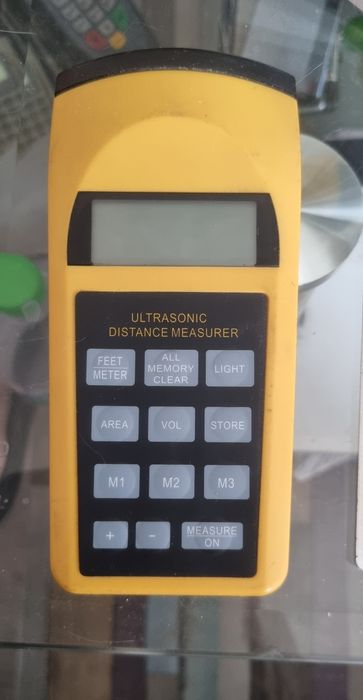 ULTRASONIC
DISTANCE MEASURER
FEET
METER
ALL
MEMORY
CLEAR
LIGHT
AREA
VOL
STORE
M1
M2
M3
+
-
MEASURE
ON